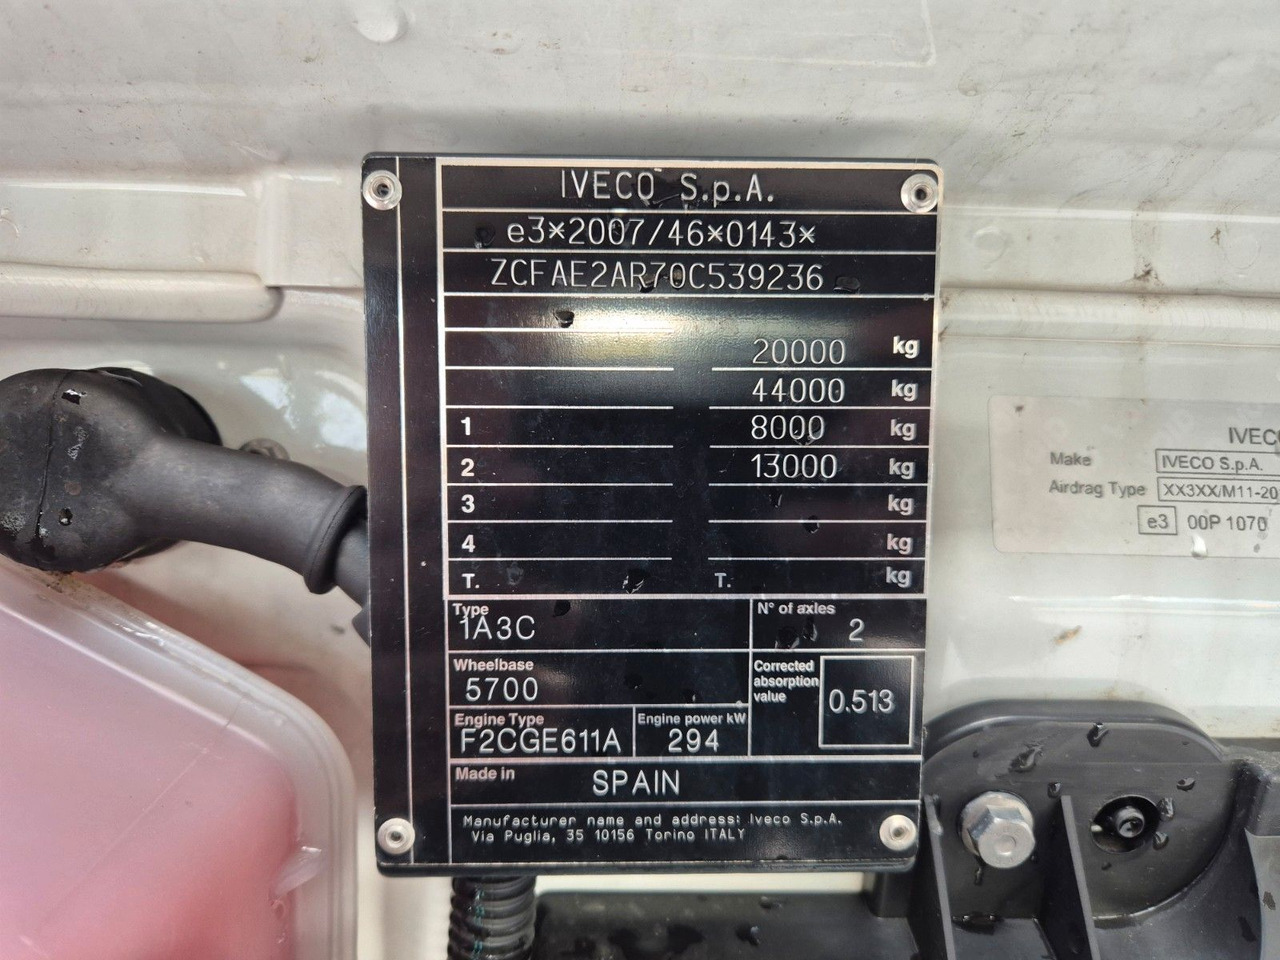 IVECO S.p.A.
e3*2007/46*0143*
ZCFAE2AR70C539236
20000 kg
44000 kg
1 8000 kg
2 13000 kg
3 kg
4 kg
T. T. kg
Type
1A3C
N° of axles
2
Wheelbase
5700
Corrected
absorption
value
0.513
Engine Type
F2CGE611A
Engine power kW
294
Made in SPAIN
Manufacturer name and address: Iveco S.p.A.
Via Puglia, 35 10156 Torino ITALY
Make IVECO S.p.A.
Airdrag Type XX3XX/M11-20
e3 00P 1070